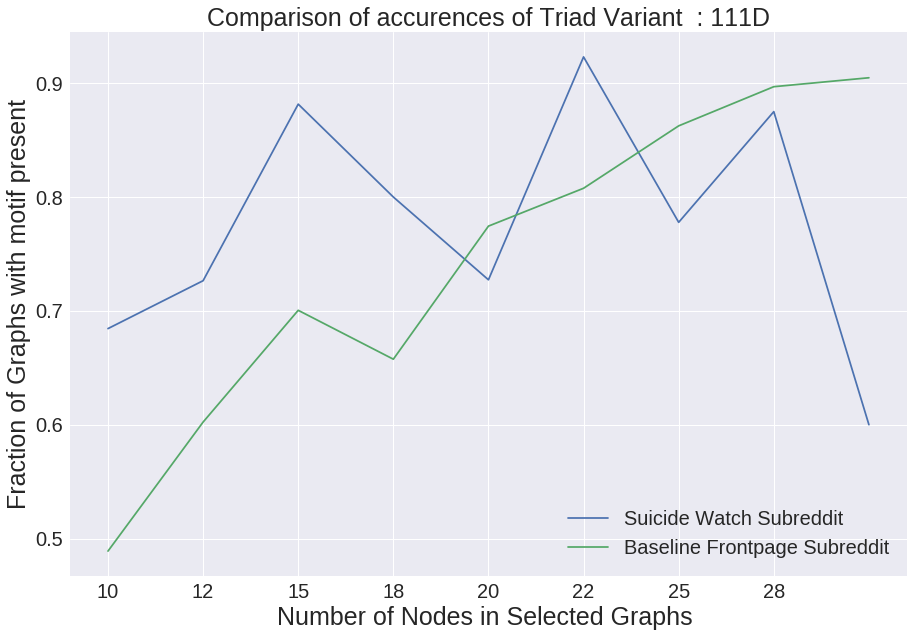 Comparison of accurences of Triad Variant  : 111D
Fraction of Graphs with motif present
0.9
0.8
0.7
0.6
0.5
Suicide Watch Subreddit
Baseline Frontpage Subreddit
10 12 15 18 20 22 25 28
Number of Nodes in Selected Graphs